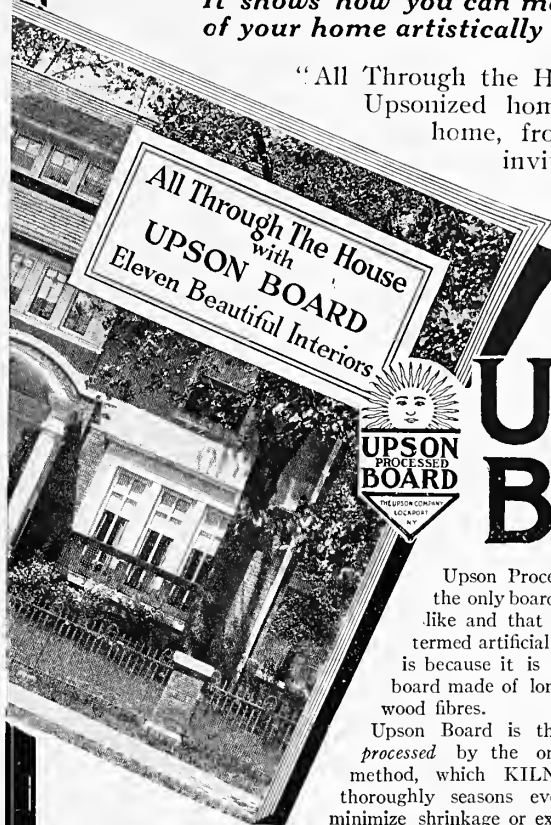 It shows how you can m
of your home artistically
"All Through the H
Upsonized hom
home, fro
invi
All Through The House
with
UPSON BOARD
Eleven Beautiful Interiors
UPSON
PROCESSED
BOARD
THE UPSON COMPANY
LOCKPORT
NY
U
B
Upson Proce
the only board
like and that
termed artificial
is because it is
board made of lon
wood fibres.
Upson Board is th
processed by the on
method, which KILN
thoroughly seasons eve
minimize shrinkage or ex